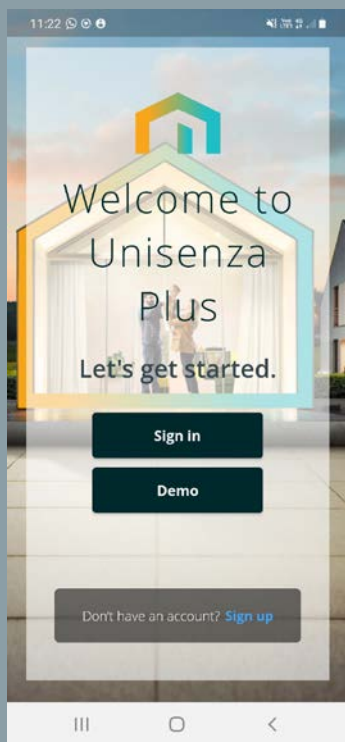 11:22
Welcome to
Unisenza
Plus
Let's get started.
Sign in
Demo
Don't have an account? Sign up